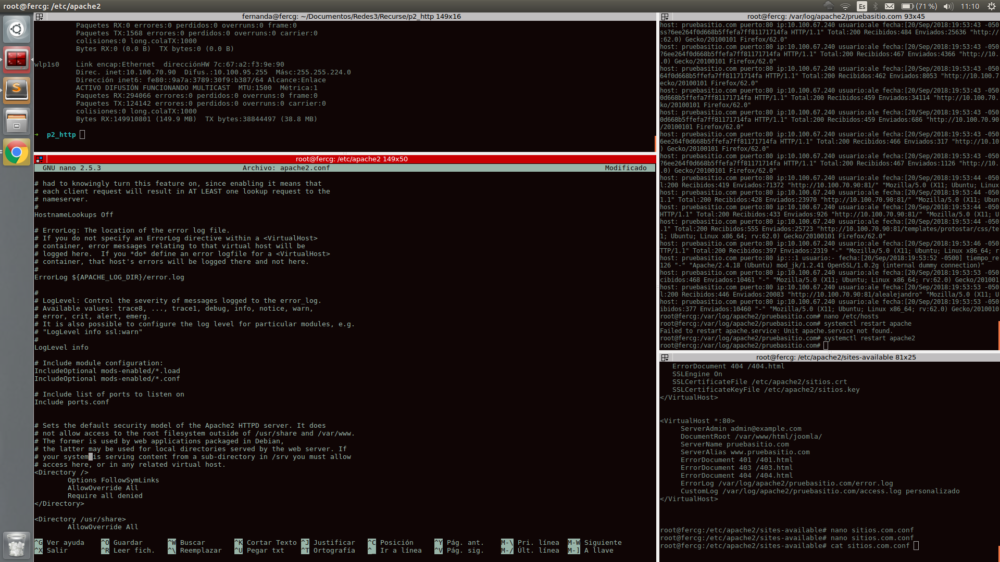 root@fercg: /etc/apache2
Es
(71 %)
11:10
fernanda@fercg: ~/Documentos/Redes3/Recurse/p2_http 149x16
Paquetes RX:0 errores:0 perdidos:0 overruns:0 frame:0
Paquetes TX:1568 errores:0 perdidos:0 overruns:0 carrier:0
colisiones:0 long.colaTX:1000
Bytes RX:0 (0.0 B)  TX bytes:0 (0.0 B)
wlp1s0    Link encap:Ethernet  direcciónHW 7c:67:a2:f3:9e:90
Direc. inet:10.100.70.90  Difus.:10.100.95.255  Másc:255.255.224.0
Dirección inet6: fe80::9a7a:3789:30f9:b387/64 Alcance:Enlace
ACTIVO DIFUSIÓN FUNCIONANDO MULTICAST  MTU:1500  Métrica:1
Paquetes RX:294066 errores:0 perdidos:0 overruns:0 frame:0
Paquetes TX:124142 errores:0 perdidos:0 overruns:0 carrier:0
colisiones:0 long.colaTX:1000
Bytes RX:149910801 (149.9 MB)  TX bytes:38844497 (38.8 MB)
→  p2_http
root@fercg: /etc/apache2 149x50
GNU nano 2.5.3    Archivo: apache2.conf    Modificado
# had to knowingly turn this feature on, since enabling it means that
# each client request will result in AT LEAST one lookup request to the
# nameserver.
#
HostnameLookups Off
# ErrorLog: The location of the error log file.
# If you do not specify an ErrorLog directive within a <VirtualHost>
# container, error messages relating to that virtual host will be
# logged here.  If you *do* define an error logfile for a <VirtualHost>
# container, that host's errors will be logged there and not here.
#
ErrorLog ${APACHE_LOG_DIR}/error.log
#
# LogLevel: Control the severity of messages logged to the error_log.
# Available values: trace8, ..., trace1, debug, info, notice, warn,
# error, crit, alert, emerg.
# It is also possible to configure the log level for particular modules, e.g.
# "LogLevel info ssl:warn"
#
LogLevel info
# Include module configuration:
IncludeOptional mods-enabled/*.load
IncludeOptional mods-enabled/*.conf
# Include list of ports to listen on
Include ports.conf
# Sets the default security model of the Apache2 HTTPD server. It does
# not allow access to the root filesystem outside of /usr/share and /var/www.
# The former is used by web applications packaged in Debian,
# the latter may be used for local directories served by the web server. If
# your system is serving content from a sub-directory in /srv you must allow
# access here, or in any related virtual host.
<Directory />
Options FollowSymLinks
AllowOverride All
Require all denied
</Directory>
<Directory /usr/share>
AllowOverride All
^G Ver ayuda ^O Guardar ^W Buscar ^K Cortar Texto ^J Justificar ^C Posición ^Y Pág. ant. M-\ Pri. línea M-W Siguiente
^X Salir ^R Leer fich. ^\ Reemplazar ^U Pegar txt ^T Ortografía ^_ Ir a línea ^V Pág. sig. M-/ Últ. línea M-] A llave
root@fercg: /var/log/apache2/pruebasitio.com 93x45
host: pruebasitio.com puerto:80 ip:10.100.67.240 usuario:ale fecha:[20/Sep/2018:19:53:43 -050
ss?6ee264f0d668b5ffefa7ff81171714fa HTTP/1.1" Total:200 Recibidos:484 Enviados:25636 "http://
:62.0) Gecko/20100101 Firefox/62.0"
host: pruebasitio.com puerto:80 ip:10.100.67.240 usuario:ale fecha:[20/Sep/2018:19:53:43 -050
?6ee264f0d668b5ffefa7ff81171714fa HTTP/1.1" Total:200 Recibidos:467 Enviados:4366 "http://10.
.0) Gecko/20100101 Firefox/62.0"
host: pruebasitio.com puerto:80 ip:10.100.67.240 usuario:ale fecha:[20/Sep/2018:19:53:43 -050
64f0d668b5ffefa7ff81171714fa HTTP/1.1" Total:200 Recibidos:462 Enviados:8053 "http://10.100.7
ecko/20100101 Firefox/62.0"
host: pruebasitio.com puerto:80 ip:10.100.67.240 usuario:ale fecha:[20/Sep/2018:19:53:43 -050
0d668b5ffefa7ff81171714fa HTTP/1.1" Total:200 Recibidos:459 Enviados:34114 "http://10.100.70.
ko/20100101 Firefox/62.0"
host: pruebasitio.com puerto:80 ip:10.100.67.240 usuario:ale fecha:[20/Sep/2018:19:53:43 -050
0d668b5ffefa7ff81171714fa HTTP/1.1" Total:200 Recibidos:459 Enviados:686 "http://10.100.70.90
/20100101 Firefox/62.0"
host: pruebasitio.com puerto:80 ip:10.100.67.240 usuario:ale fecha:[20/Sep/2018:19:53:43 -050
6ee264f0d668b5ffefa7ff81171714fa HTTP/1.1" Total:200 Recibidos:466 Enviados:317 "http://10.10
) Gecko/20100101 Firefox/62.0"
host: pruebasitio.com puerto:80 ip:10.100.67.240 usuario:ale fecha:[20/Sep/2018:19:53:43 -050
?6ee264f0d668b5ffefa7ff81171714fa HTTP/1.1" Total:200 Recibidos:467 Enviados:1126 "http://10.
.0) Gecko/20100101 Firefox/62.0"
host: pruebasitio.com puerto:80 ip:10.100.67.240 usuario:ale fecha:[20/Sep/2018:19:53:44 -050
l:200 Recibidos:419 Enviados:71372 "http://10.100.70.90:81/" "Mozilla/5.0 (X11; Ubuntu; Linux
host: pruebasitio.com puerto:80 ip:10.100.67.240 usuario:ale fecha:[20/Sep/2018:19:53:44 -050
1.1" Total:200 Recibidos:428 Enviados:23970 "http://10.100.70.90:81/" "Mozilla/5.0 (X11; Ubun
host: pruebasitio.com puerto:80 ip:10.100.67.240 usuario:ale fecha:[20/Sep/2018:19:53:44 -050
HTTP/1.1" Total:200 Recibidos:433 Enviados:926 "http://10.100.70.90:81/" "Mozilla/5.0 (X11; U
host: pruebasitio.com puerto:80 ip:10.100.67.240 usuario:ale fecha:[20/Sep/2018:19:53:44 -050
.1" Total:200 Recibidos:555 Enviados:25723 "http://10.100.70.90:81/templates/protostar/css/te
1; Ubuntu; Linux x86_64; rv:62.0) Gecko/20100101 Firefox/62.0"
host: pruebasitio.com puerto:80 ip:10.100.67.240 usuario:ale fecha:[20/Sep/2018:19:53:46 -050
TTP/1.1" Total:200 Recibidos:397 Enviados:2319 "-" "Mozilla/5.0 (X11; Ubuntu; Linux x86_64; r
host: pruebasitio.com puerto:80 ip:::1 usuario:- fecha:[20/Sep/2018:19:53:52 -0500] tiempo_re
126 "-" "Apache/2.4.18 (Ubuntu) mod_jk/1.2.41 OpenSSL/1.0.2g (internal dummy connection)"
host: pruebasitio.com puerto:80 ip:10.100.67.240 usuario:ale fecha:[20/Sep/2018:19:53:53 -050
cibidos:468 Enviados:10461 "-" "Mozilla/5.0 (X11; Ubuntu; Linux x86_64; rv:62.0) Gecko/201001
host: pruebasitio.com puerto:80 ip:10.100.67.240 usuario:ale fecha:[20/Sep/2018:19:53:53 -050
l:200 Recibidos:446 Enviados:20083 "http://10.100.70.90:81/alealejandro" "Mozilla/5.0 (X11; U
host: pruebasitio.com puerto:80 ip:10.100.67.240 usuario:ale fecha:[20/Sep/2018:19:53:53 -050
ibidos:377 Enviados:10460 "-" "Mozilla/5.0 (X11; Ubuntu; Linux x86_64; rv:62.0) Gecko/2010010
root@fercg:/var/log/apache2/pruebasitio.com# nano /etc/hosts
root@fercg:/var/log/apache2/pruebasitio.com# systemctl restart apache
Failed to restart apache.service: Unit apache.service not found.
root@fercg:/var/log/apache2/pruebasitio.com# systemctl restart apache2
root@fercg:/var/log/apache2/pruebasitio.com#
root@fercg: /etc/apache2/sites-available 81x25
ErrorDocument 404 /404.html
SSLEngine On
SSLCertificateFile /etc/apache2/sitios.crt
SSLCertificateKeyFile /etc/apache2/sitios.key
</VirtualHost>
<VirtualHost *:80>
ServerAdmin admin@example.com
DocumentRoot /var/www/html/joomla/
ServerName pruebasitio.com
ServerAlias www.pruebasitio.com
ErrorDocument 401 /401.html
ErrorDocument 403 /403.html
ErrorDocument 404 /404.html
ErrorLog /var/log/apache2/pruebasitio.com/error.log
CustomLog /var/log/apache2/pruebasitio.com/access.log personalizado
</VirtualHost>
root@fercg:/etc/apache2/sites-available# nano sitios.com.conf
root@fercg:/etc/apache2/sites-available# nano sitios.com.conf
root@fercg:/etc/apache2/sites-available# cat sitios.com.conf